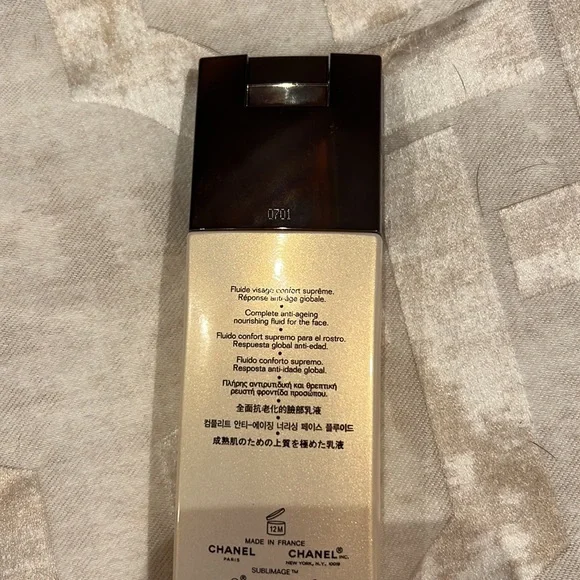 0701
Fluide visage confort suprême.
Réponse anti-âge globale.
Complete anti-ageing
nourishing fluid for the face.
Fluido confort supremo para el rostro.
Respuesta global anti-edad.
Fluido conforto supremo.
Resposta anti-idade global.
Πλήρης αντιρυτιδική και θρεπτική
ρευστή φροντίδα προσώπου.
全面抗老化的臉部乳液
컴플리트 안티-에이징 너리싱 페이스 플루이드
成熟肌のための上質を極めた乳液
12M
MADE IN FRANCE
CHANEL CHANEL® INC.
PARIS NEW YORK, N.Y., 10019
SUBLIMAGE™